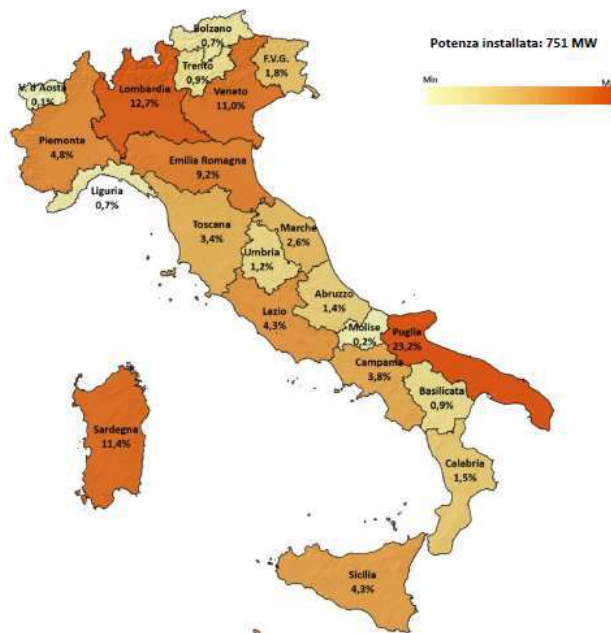 Potenza installata: 751 MW
Min
Bolzano
0,7%
Trento
0,9%
F.V.G.
1,8%
V. d'Aosta
0,1%
Lombardia
12,7%
Veneto
11,0%
Piemonte
4,8%
Emilia Romagna
9,2%
Liguria
0,7%
Toscana
3,4%
Marche
2,6%
Umbria
1,2%
Abruzzo
1,4%
Lazio
4,3%
Molise
0,2%
Puglia
23,2%
Campania
3,8%
Basilicata
0,9%
Sardegna
11,4%
Calabria
1,5%
Sicilia
4,3%